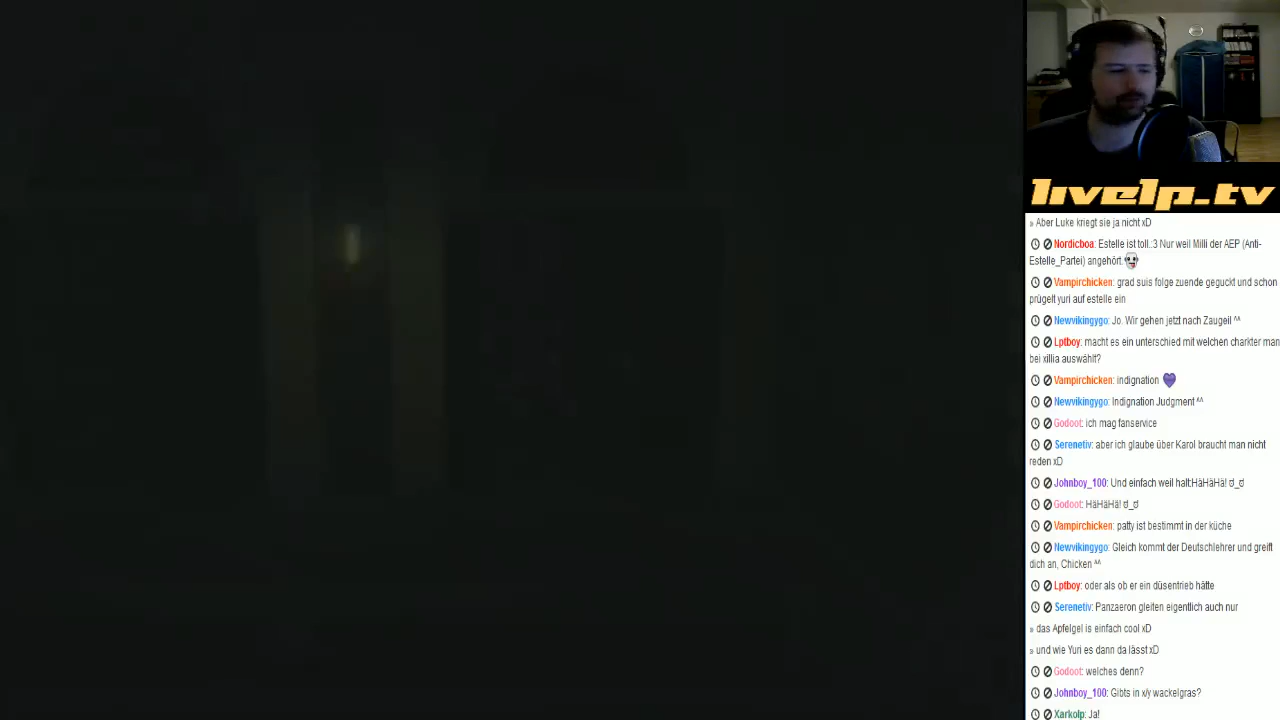 livelp.tv
» Aber Luke kriegt sie ja nicht xD
Nordicboa: Estelle ist toll.:3 Nur weil Milli der AEP (Anti-
Estelle_Partei) angehört.
Vampirchicken: grad suis folge zuende geguckt und schon
prügelt yuri auf estelle ein
Newvikingygo: Jo. Wir gehen jetzt nach Zaugeil ^^
Lptboy: macht es ein unterschied mit welchen charkter man
bei xillia auswählt?
Vampirchicken: indignation
Newvikingygo: Indignation Judgment ^^
Godoot: ich mag fanservice
Serenetiv: aber ich glaube über Karol braucht man nicht
reden xD
Johnboy_100: Und einfach weil halt:HäHäHä! ಠ_ಠ
Godoot: HäHäHä! ಠ_ಠ
Vampirchicken: patty ist bestimmt in der küche
Newvikingygo: Gleich kommt der Deutschlehrer und greift
dich an, Chicken ^^
Lptboy: oder als ob er ein düsentrieb hätte
Serenetiv: Panzaeron gleiten eigentlich auch nur
» das Apfelgel is einfach cool xD
» und wie Yuri es dann da lässt xD
Godoot: welches denn?
Johnboy_100: Gibts in x/y wackelgras?
Xarkolp: Ja!